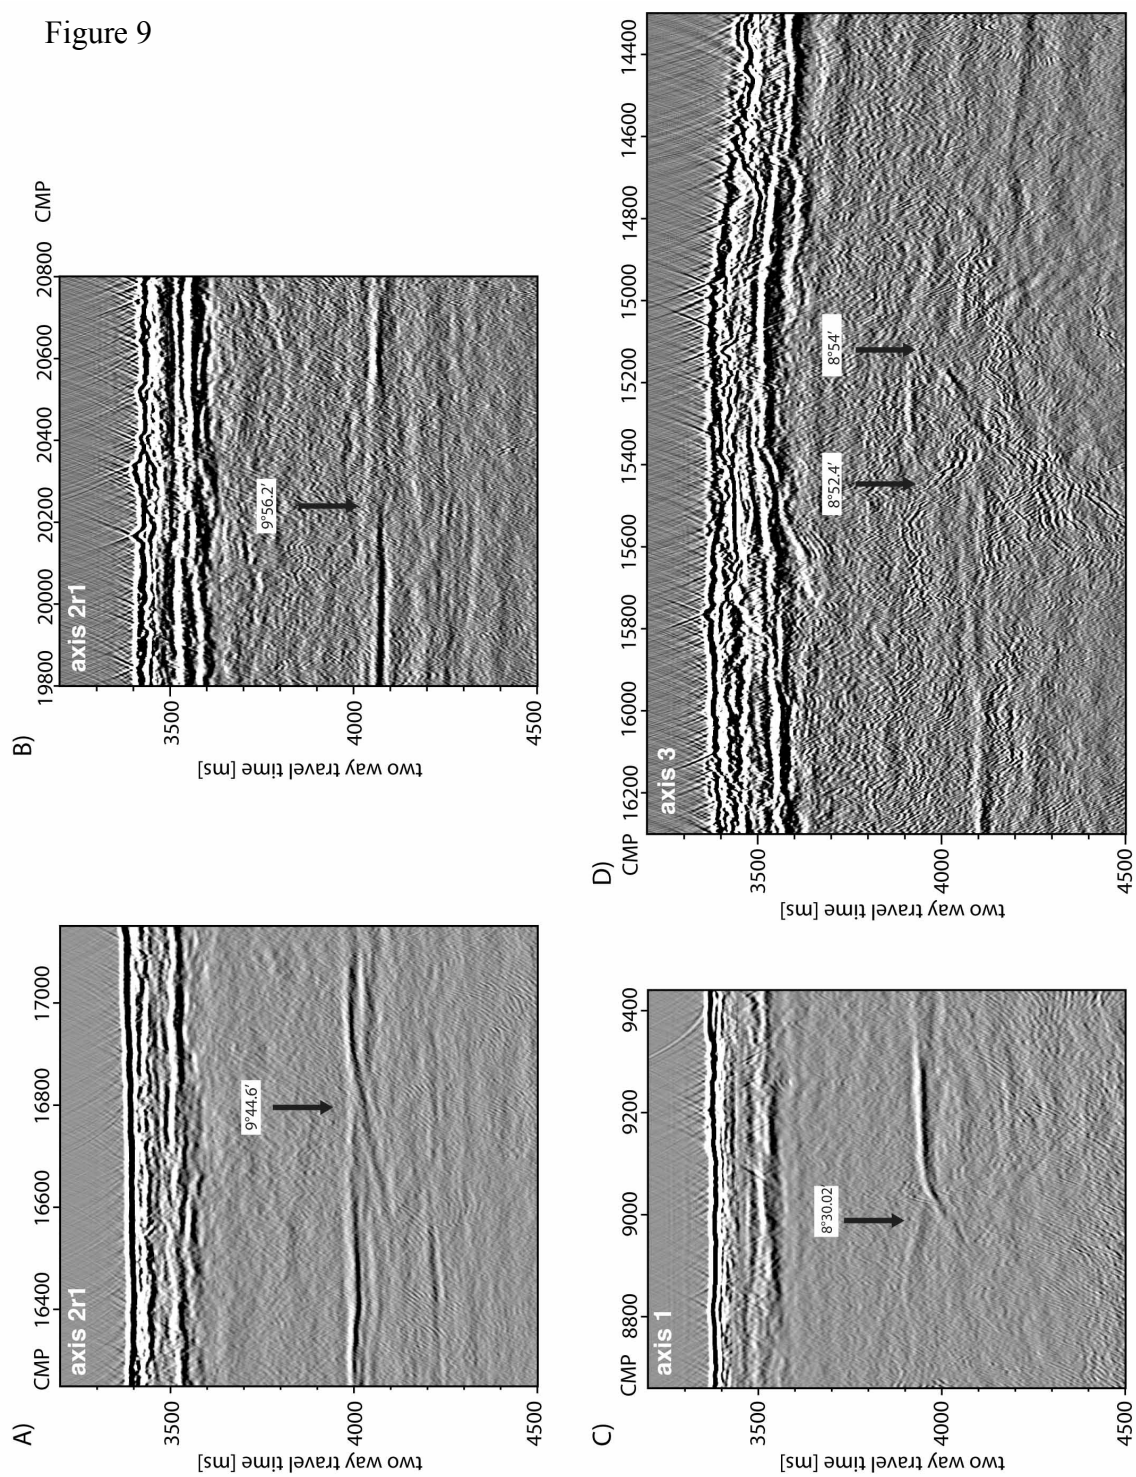 Figure 9
A)
axis 2r1
CMP 16400 16600 16800 17000
3500
4000
4500
two way travel time [ms]
9°44.6′
B)
axis 2r1
19800 20000 20200 20400 20600 20800 CMP
3500
4000
4500
two way travel time [ms]
9°56.2′
C)
axis 1
CMP 8800 9000 9200 9400
3500
4000
4500
two way travel time [ms]
8°30.02
D)
axis 3
CMP 16200 16000 15800 15600 15400 15200 15000 14800 14600 14400
3500
4000
4500
two way travel time [ms]
8°52.4′
8°54′